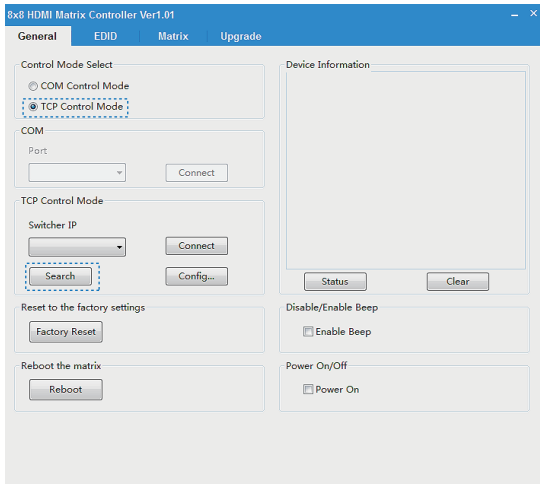 8x8 HDMI Matrix Controller Ver1.01
General EDID Matrix Upgrade
Control Mode Select
COM Control Mode
TCP Control Mode
COM
Port
Connect
TCP Control Mode
Switcher IP
Connect
Search Config...
Reset to the factory settings
Factory Reset
Reboot the matrix
Reboot
Device Information
Status Clear
Disable/Enable Beep
Enable Beep
Power On/Off
Power On